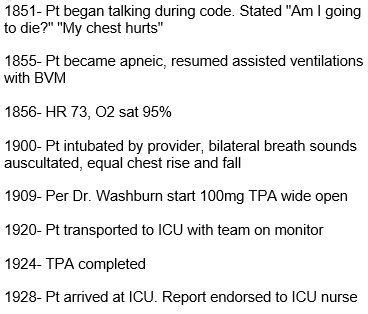 1851- Pt began talking during code. Stated "Am I going
to die?" "My chest hurts"
1855- Pt became apneic, resumed assisted ventilations
with BVM
1856- HR 73, O2 sat 95%
1900- Pt intubated by provider, bilateral breath sounds
auscultated, equal chest rise and fall
1909- Per Dr. Washburn start 100mg TPA wide open
1920- Pt transported to ICU with team on monitor
1924- TPA completed
1928- Pt arrived at ICU. Report endorsed to ICU nurse